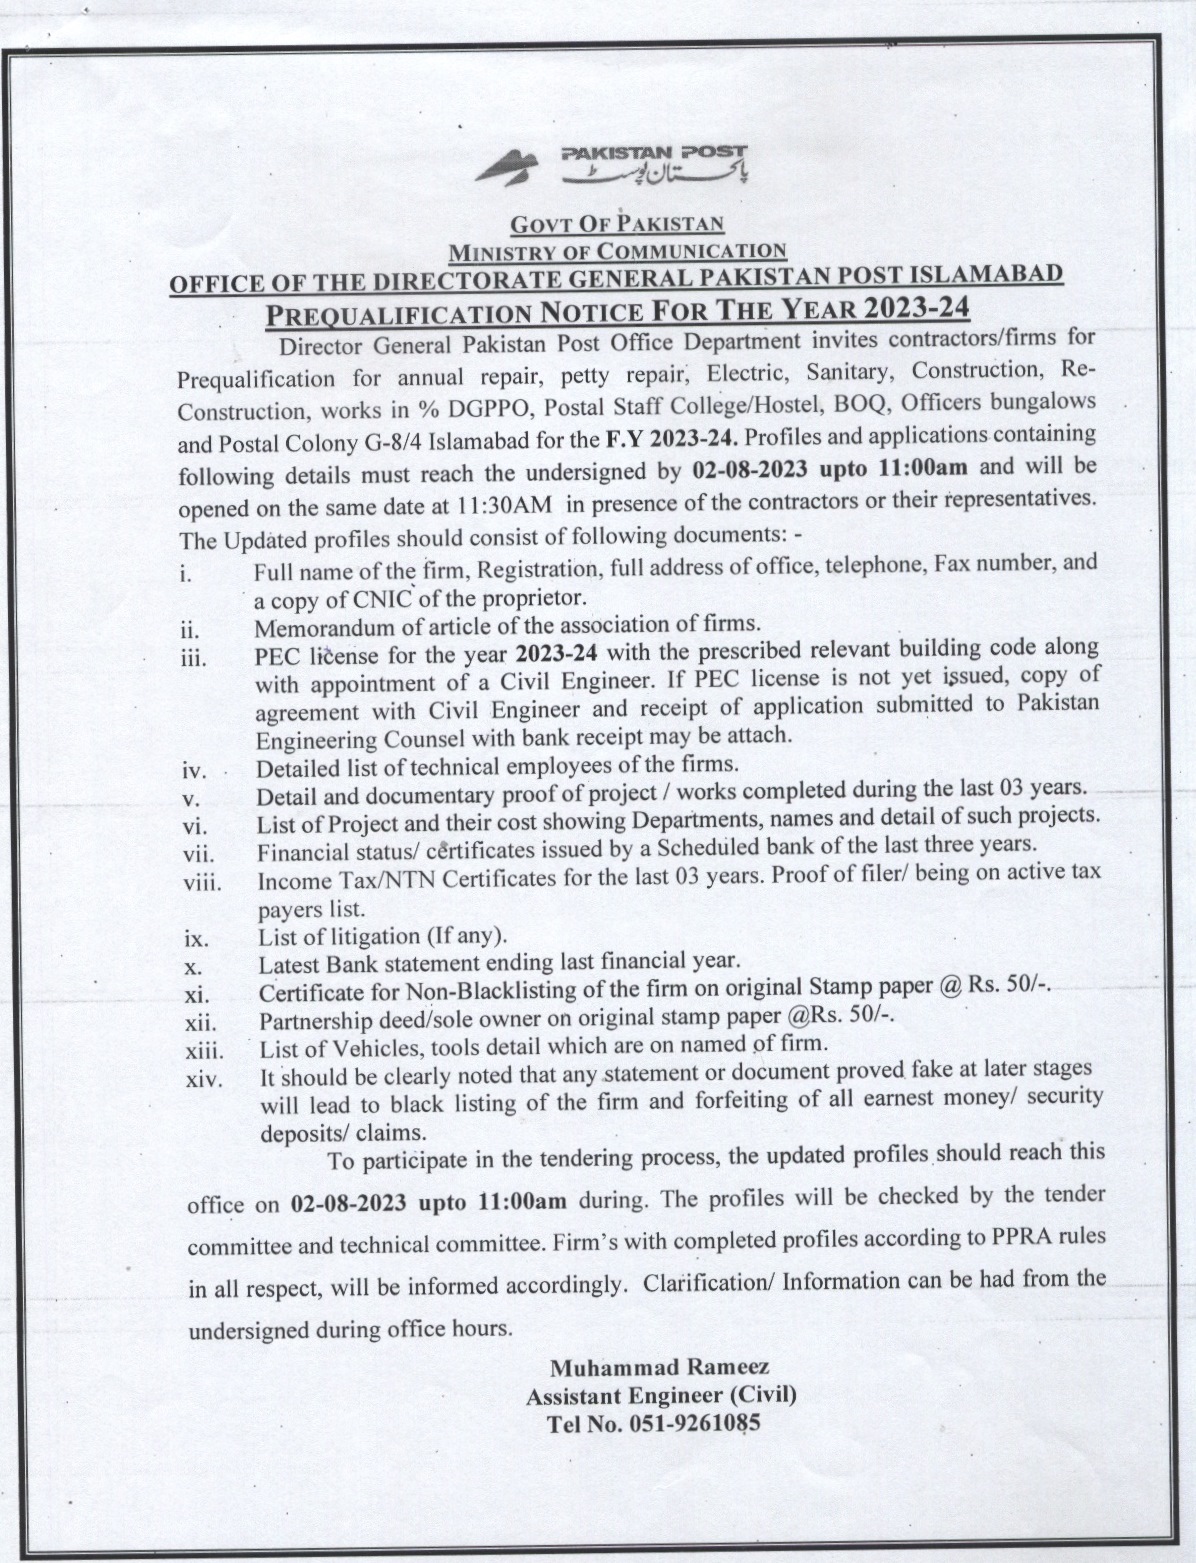 PAKISTAN POST
پاکستان پوسٹ
GOVT OF PAKISTAN
MINISTRY OF COMMUNICATION
OFFICE OF THE DIRECTORATE GENERAL PAKISTAN POST ISLAMABAD
PREQUALIFICATION NOTICE FOR THE YEAR 2023-24
Director General Pakistan Post Office Department invites contractors/firms for
Prequalification for annual repair, petty repair, Electric, Sanitary, Construction, Re-
Construction, works in % DGPPO, Postal Staff College/Hostel, BOQ, Officers bungalows
and Postal Colony G-8/4 Islamabad for the F.Y 2023-24. Profiles and applications containing
following details must reach the undersigned by 02-08-2023 upto 11:00am and will be
opened on the same date at 11:30AM in presence of the contractors or their representatives.
The Updated profiles should consist of following documents: -
i. Full name of the firm, Registration, full address of office, telephone, Fax number, and
a copy of CNIC of the proprietor.
ii. Memorandum of article of the association of firms.
iii. PEC license for the year 2023-24 with the prescribed relevant building code along
with appointment of a Civil Engineer. If PEC license is not yet issued, copy of
agreement with Civil Engineer and receipt of application submitted to Pakistan
Engineering Counsel with bank receipt may be attach.
iv. Detailed list of technical employees of the firms.
v. Detail and documentary proof of project / works completed during the last 03 years.
vi. List of Project and their cost showing Departments, names and detail of such projects.
vii. Financial status/ certificates issued by a Scheduled bank of the last three years.
viii. Income Tax/NTN Certificates for the last 03 years. Proof of filer/ being on active tax
payers list.
ix. List of litigation (If any).
x. Latest Bank statement ending last financial year.
xi. Certificate for Non-Blacklisting of the firm on original Stamp paper @ Rs. 50/-.
xii. Partnership deed/sole owner on original stamp paper @Rs. 50/-.
xiii. List of Vehicles, tools detail which are on named of firm.
xiv. It should be clearly noted that any statement or document proved fake at later stages
will lead to black listing of the firm and forfeiting of all earnest money/ security
deposits/ claims.
To participate in the tendering process, the updated profiles should reach this
office on 02-08-2023 upto 11:00am during. The profiles will be checked by the tender
committee and technical committee. Firm's with completed profiles according to PPRA rules
in all respect, will be informed accordingly. Clarification/ Information can be had from the
undersigned during office hours.
Muhammad Rameez
Assistant Engineer (Civil)
Tel No. 051-9261085